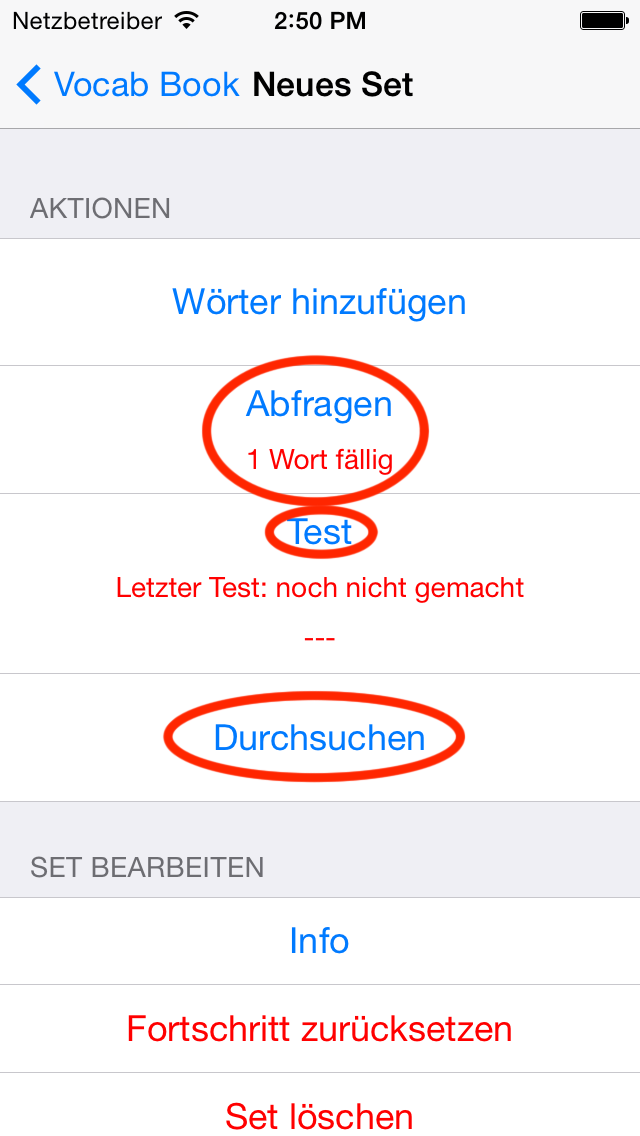 Netzbetreiber 2:50 PM
Vocab Book Neues Set
AKTIONEN
Wörter hinzufügen
Abfragen
1 Wort fällig
Test
Letzter Test: noch nicht gemacht
---
Durchsuchen
SET BEARBEITEN
Info
Fortschritt zurücksetzen
Set löschen